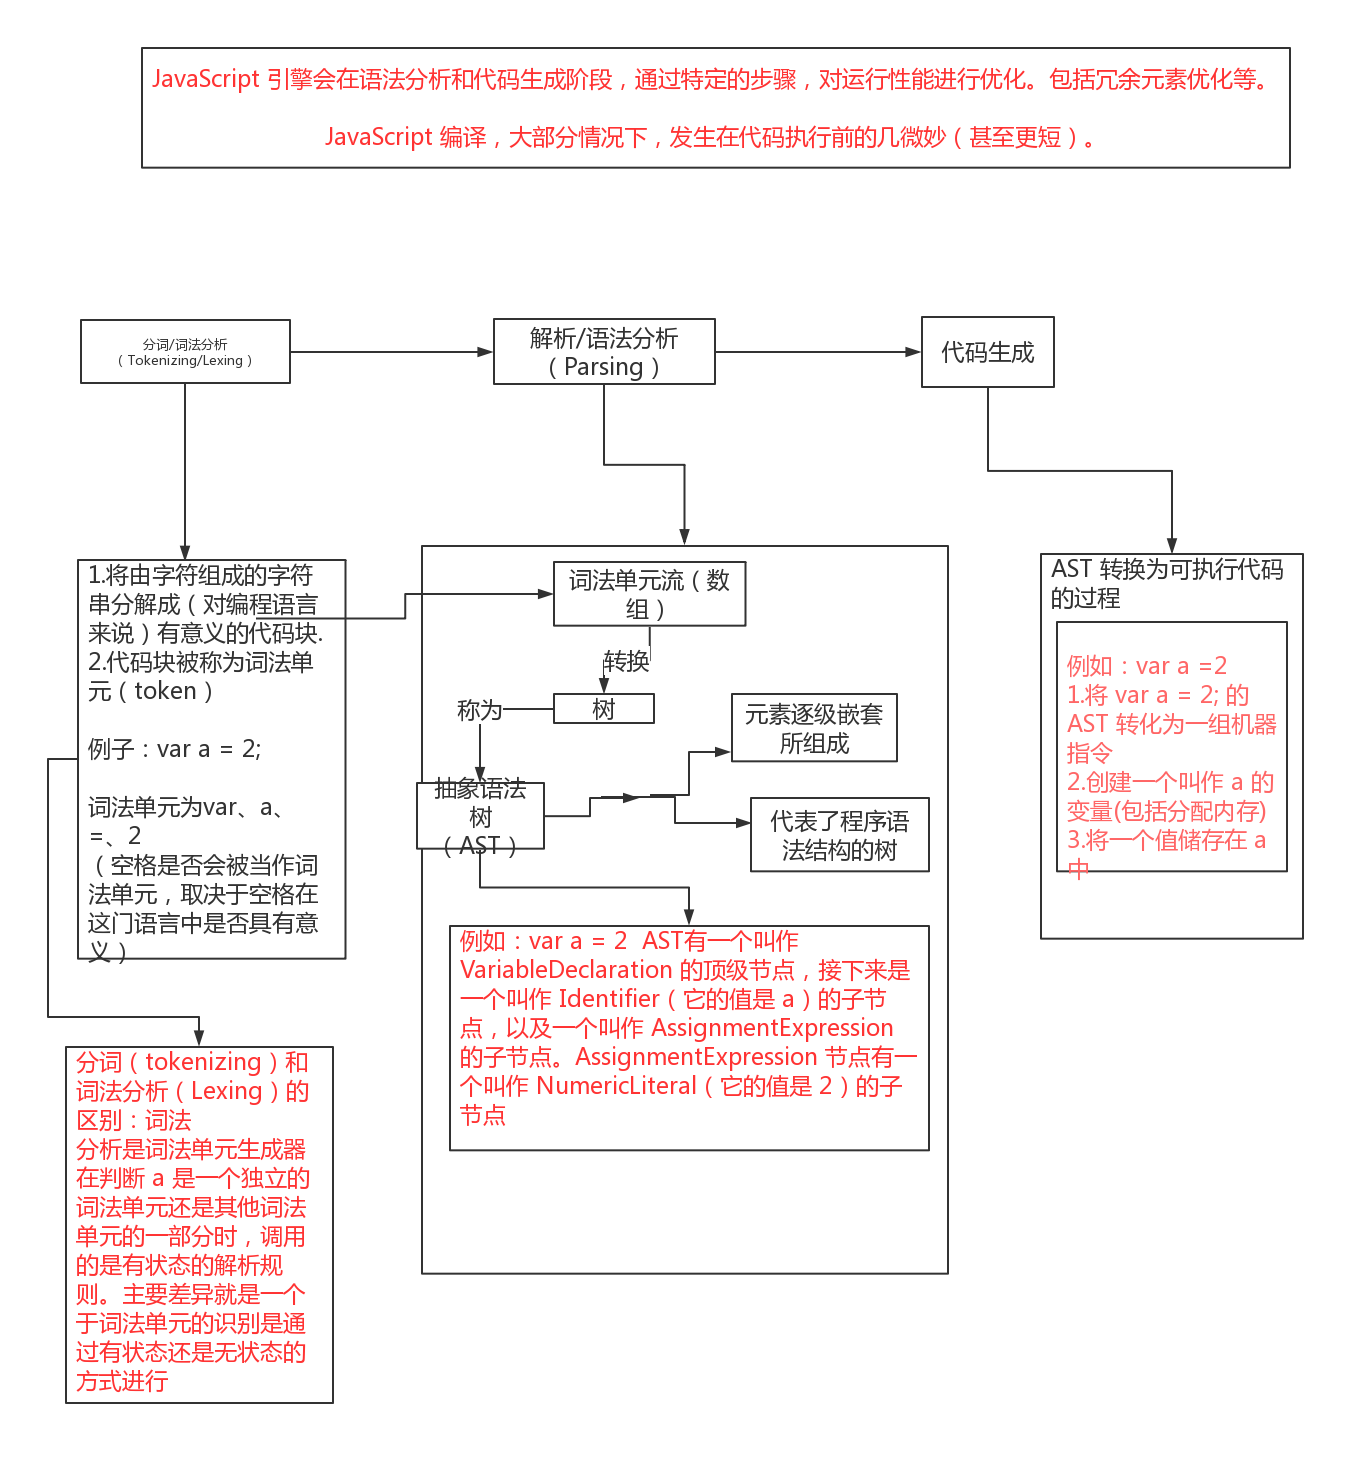 JavaScript 引擎会在语法分析和代码生成阶段，通过特定的步骤，对运行性能进行优化。包括冗余元素优化等。
JavaScript 编译，大部分情况下，发生在代码执行前的几微妙（甚至更短）。
分词/词法分析
（Tokenizing/Lexing）
解析/语法分析
（Parsing）
代码生成
1.将由字符组成的字符
串分解成（对编程语言
来说）有意义的代码块.
2.代码块被称为词法单
元（token）
例子：var a = 2;
词法单元为var、a、
=、2
（空格是否会被当作词
法单元，取决于空格在
这门语言中是否具有意
义）
分词（tokenizing）和
词法分析（Lexing）的
区别：词法
分析是词法单元生成器
在判断 a 是一个独立的
词法单元还是其他词法
单元的一部分时，调用
的是有状态的解析规
则。主要差异就是一个
于词法单元的识别是通
过有状态还是无状态的
方式进行
词法单元流（数
组）
转换
树
称为
抽象语法
树
（AST）
元素逐级嵌套
所组成
代表了程序语
法结构的树
例如：var a = 2  AST有一个叫作
VariableDeclaration 的顶级节点，接下来是
一个叫作 Identifier（它的值是 a）的子节
点，以及一个叫作 AssignmentExpression
的子节点。AssignmentExpression 节点有一
个叫作 NumericLiteral（它的值是 2）的子
节点
AST 转换为可执行代码
的过程
例如：var a =2
1.将 var a = 2; 的
AST 转化为一组机器
指令
2.创建一个叫作 a 的
变量(包括分配内存)
3.将一个值储存在 a
中